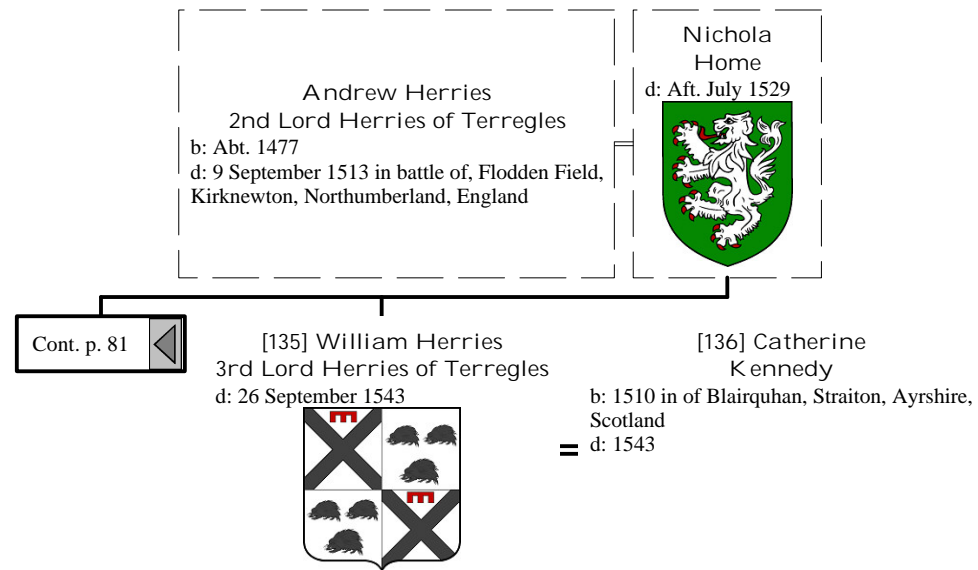 Nichola
Home
d: Aft. July 1529
Andrew Herries
2nd Lord Herries of Terregles
b: Abt. 1477
d: 9 September 1513 in battle of, Flodden Field,
Kirknewton, Northumberland, England
Cont. p. 81
[135] William Herries
3rd Lord Herries of Terregles
d: 26 September 1543
=
[136] Catherine
Kennedy
b: 1510 in of Blairquhan, Straiton, Ayrshire,
Scotland
d: 1543